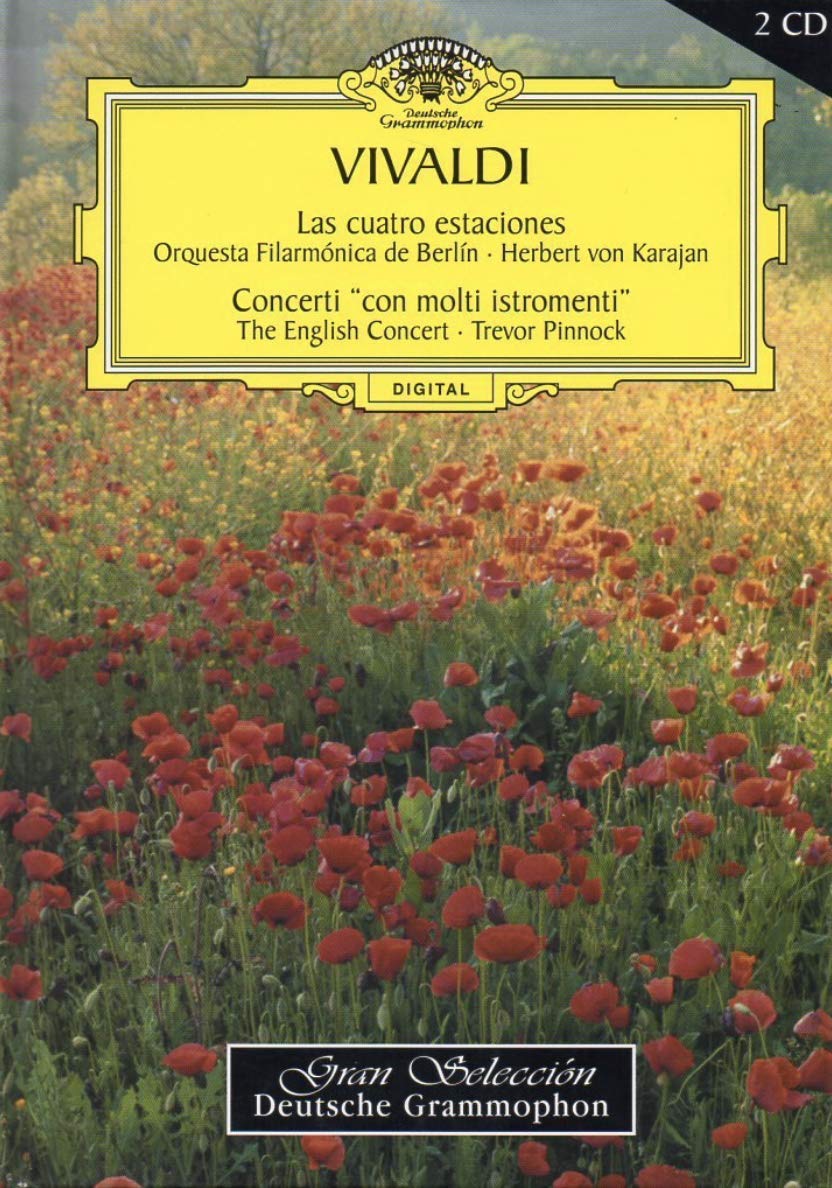 2 CD
Deutsche
Grammophon
VIVALDI
Las cuatro estaciones
Orquesta Filarmónica de Berlín · Herbert von Karajan
Concerti “con molti istromenti”
The English Concert · Trevor Pinnock
DIGITAL
Gran Selección
Deutsche Grammophon